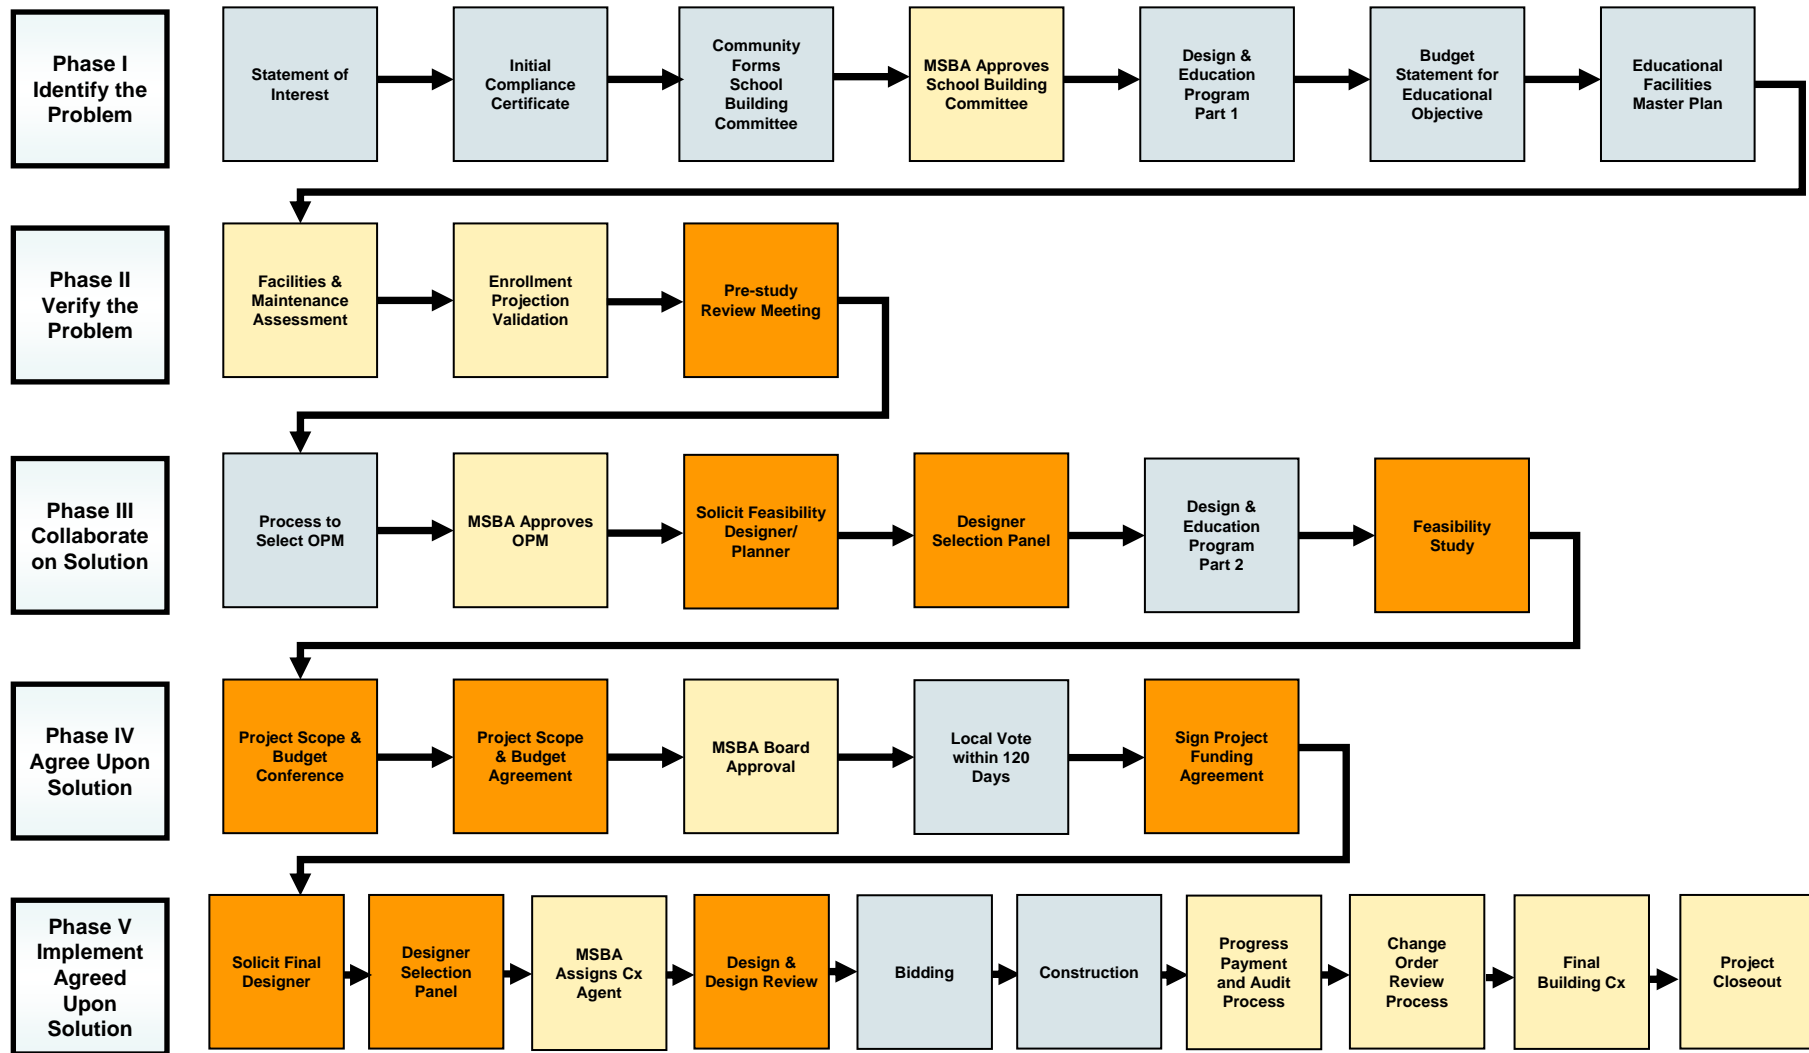 Phase I
Identify the
Problem
Statement of
Interest
Initial
Compliance
Certificate
Community
Forms
School
Building
Committee
MSBA Approves
School Building
Committee
Design &
Education
Program
Part 1
Budget
Statement for
Educational
Objective
Educational
Facilities
Master Plan
Phase II
Verify the
Problem
Facilities &
Maintenance
Assessment
Enrollment
Projection
Validation
Pre-study
Review Meeting
Phase III
Collaborate
on Solution
Process to
Select OPM
MSBA Approves
OPM
Solicit Feasibility
Designer/
Planner
Designer
Selection Panel
Design &
Education
Program
Part 2
Feasibility
Study
Phase IV
Agree Upon
Solution
Project Scope &
Budget
Conference
Project Scope
& Budget
Agreement
MSBA Board
Approval
Local Vote
within 120
Days
Sign Project
Funding
Agreement
Phase V
Implement
Agreed
Upon
Solution
Solicit Final
Designer
Designer
Selection
Panel
MSBA
Assigns Cx
Agent
Design &
Design Review
Bidding
Construction
Progress
Payment
and Audit
Process
Change
Order
Review
Process
Final
Building Cx
Project
Closeout